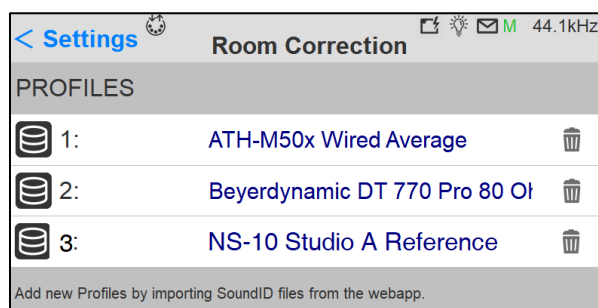 < Settings
Room Correction
M 44.1kHz
PROFILES
1: ATH-M50x Wired Average
2: Beyerdynamic DT 770 Pro 80 Oh
3: NS-10 Studio A Reference
Add new Profiles by importing SoundID files from the webapp.